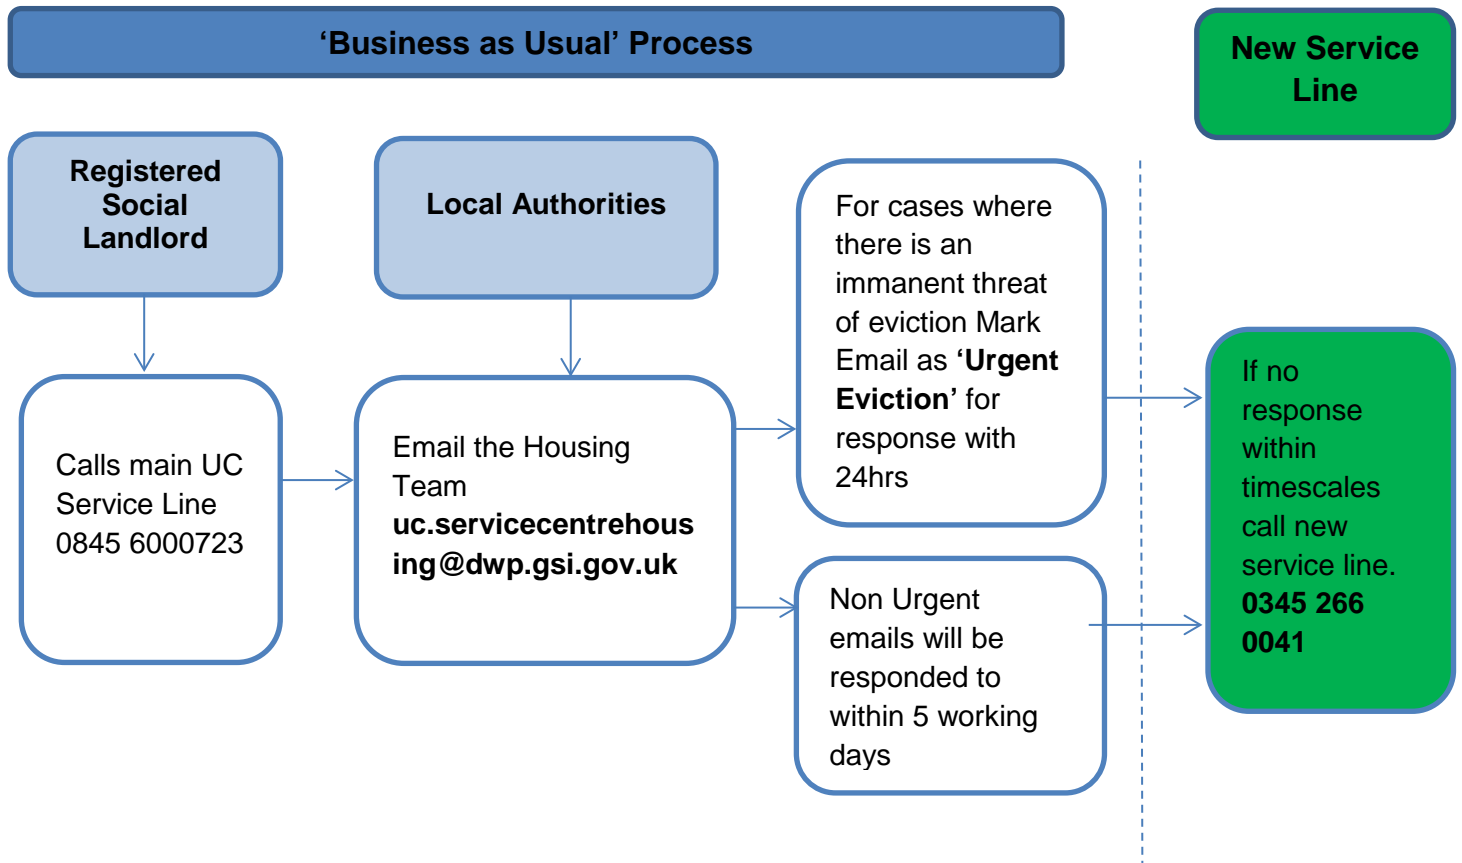 ‘Business as Usual’ Process
New Service
Line
Registered
Social
Landlord
Local Authorities
Calls main UC
Service Line
0845 6000723
Email the Housing
Team
uc.servicecentrehous
ing@dwp.gsi.gov.uk
For cases where
there is an
immanent threat
of eviction Mark
Email as ‘Urgent
Eviction’ for
response with
24hrs
Non Urgent
emails will be
responded to
within 5 working
days
If no
response
within
timescales
call new
service line.
0345 266
0041